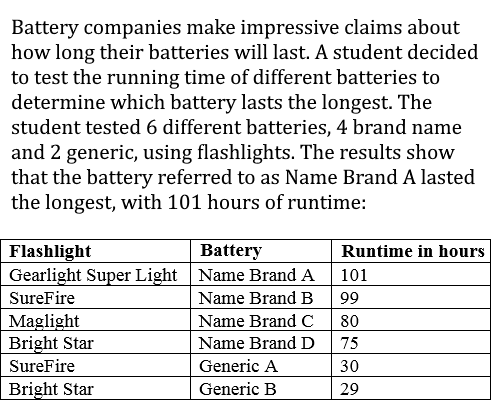 Battery companies make impressive claims about
how long their batteries will last. A student decided
to test the running time of different batteries to
determine which battery lasts the longest. The
student tested 6 different batteries, 4 brand name
and 2 generic, using flashlights. The results show
that the battery referred to as Name Brand A lasted
the longest, with 101 hours of runtime:
Flashlight Battery Runtime in hours
Gearlight Super Light Name Brand A 101
SureFire Name Brand B 99
Maglight Name Brand C 80
Bright Star Name Brand D 75
SureFire Generic A 30
Bright Star Generic B 29